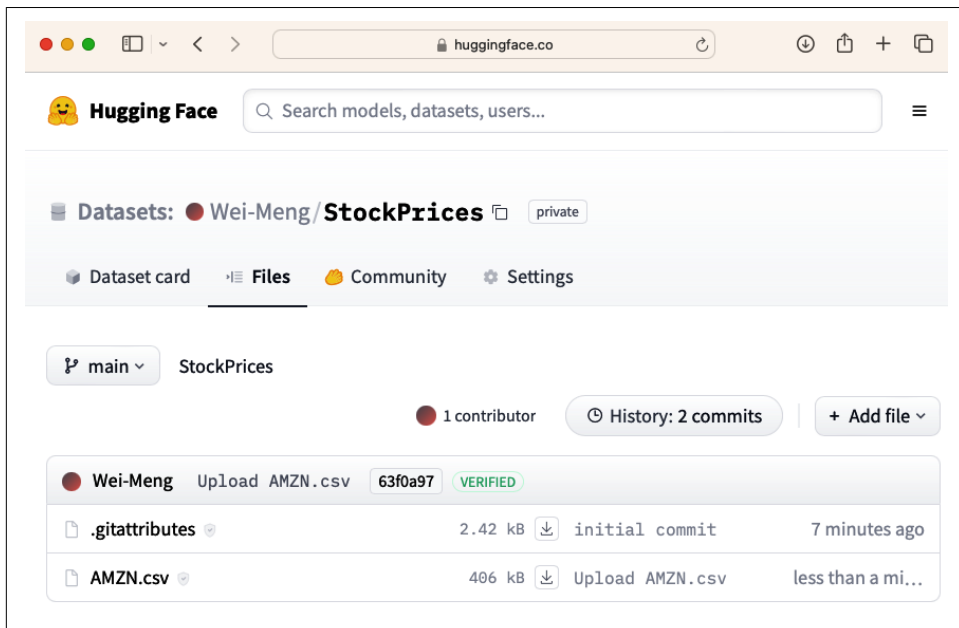 huggingface.co
Hugging Face Search models, datasets, users...
Datasets: Wei-Meng/StockPrices private
Dataset card Files Community Settings
main StockPrices
1 contributor History: 2 commits + Add file
Wei-Meng Upload AMZN.csv 63f0a97 VERIFIED
.gitattributes 2.42 kB initial commit 7 minutes ago
AMZN.csv 406 kB Upload AMZN.csv less than a mi...